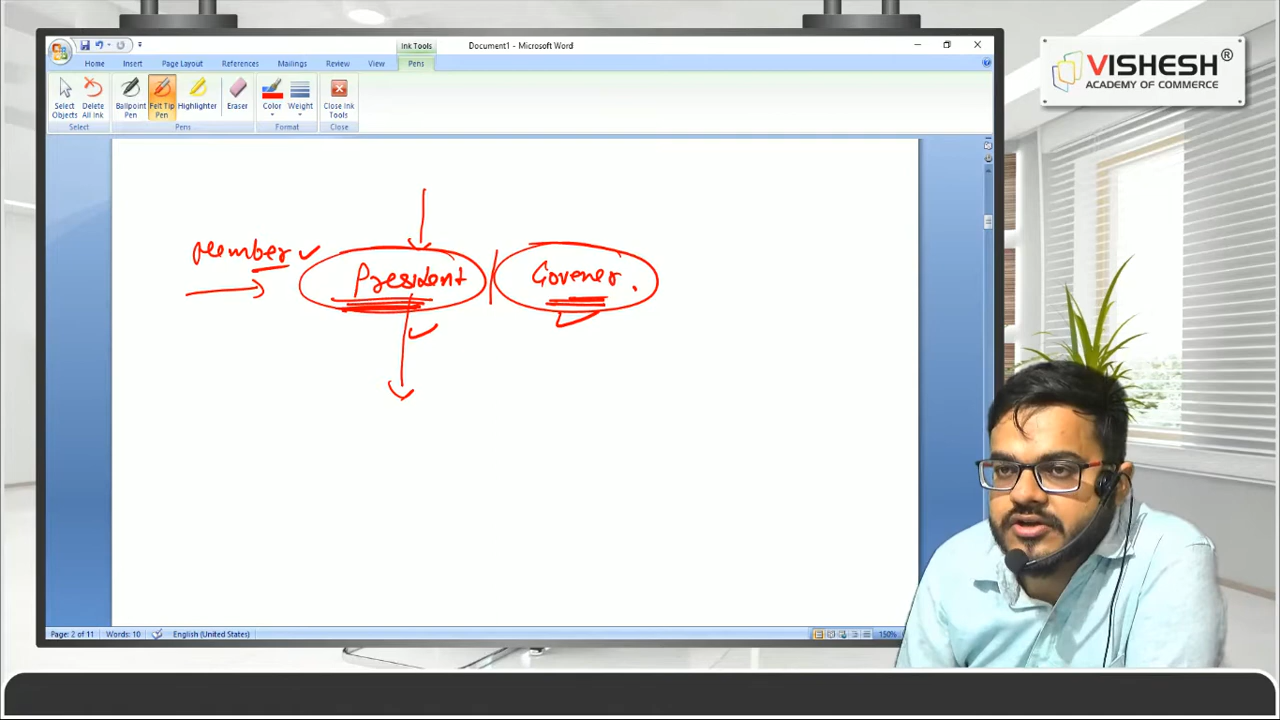 Ink Tools
Document1 - Microsoft Word
Home Insert Page Layout References Mailings Review View Pens
Select Objects
Delete All Ink
Ballpoint Pen
Felt Tip Pen
Highlighter
Eraser
Color
Weight
Close Ink Tools
Select Pens Format Close
VISHESH®
ACADEMY OF COMMERCE
Member
President
Govener.
Page: 2 of 11 Words: 10 English (United States) 150%